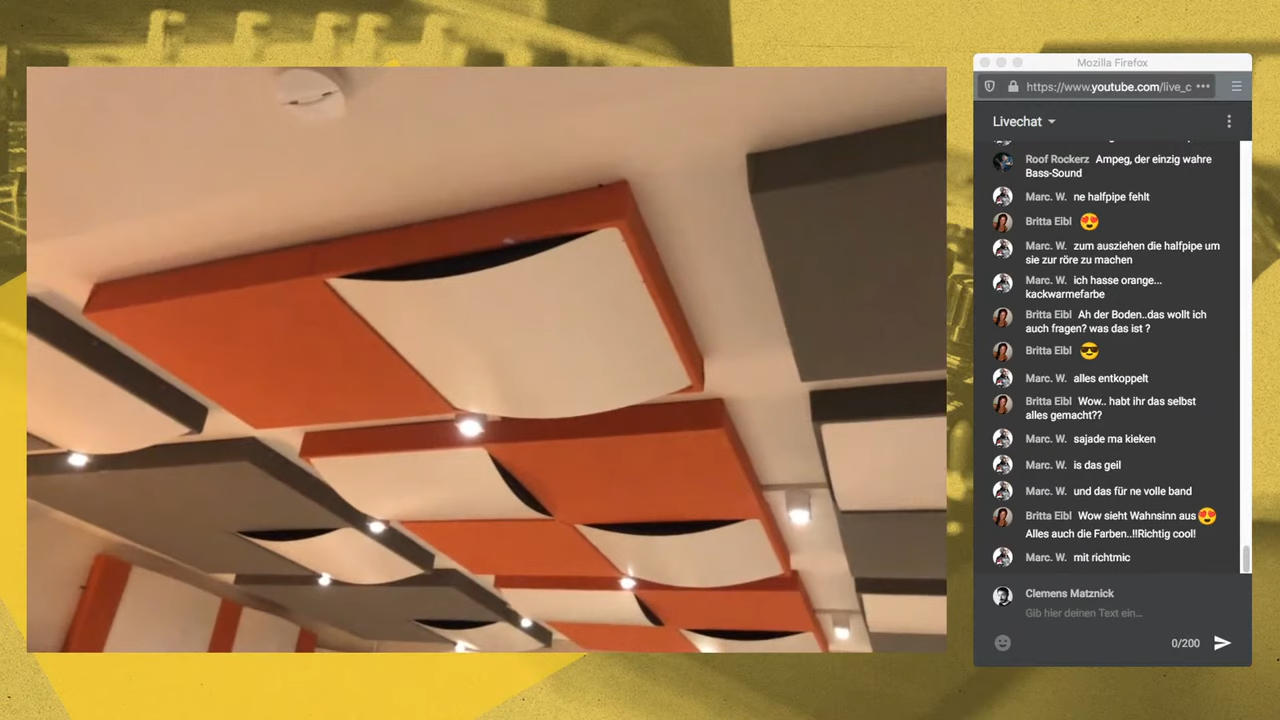 Mozilla Firefox
https://www.youtube.com/live_c
Livechat
Roof Rockerz Ampeg, der einzig wahre
Bass-Sound
Marc. W. ne halfpipe fehlt
Britta Eibl 😍
Marc. W. zum ausziehen die halfpipe um
sie zur röre zu machen
Marc. W. ich hasse orange...
kackwarmefarbe
Britta Eibl Ah der Boden..das wollt ich
auch fragen? was das ist ?
Britta Eibl 😎
Marc. W. alles entkoppelt
Britta Eibl Wow.. habt ihr das selbst
alles gemacht??
Marc. W. sajade ma kieken
Marc. W. is das geil
Marc. W. und das für ne volle band
Britta Eibl Wow sieht Wahnsinn aus😍
Alles auch die Farben..!!Richtig cool!
Marc. W. mit richtmic
Clemens Matznick
Gib hier deinen Text ein...
0/200